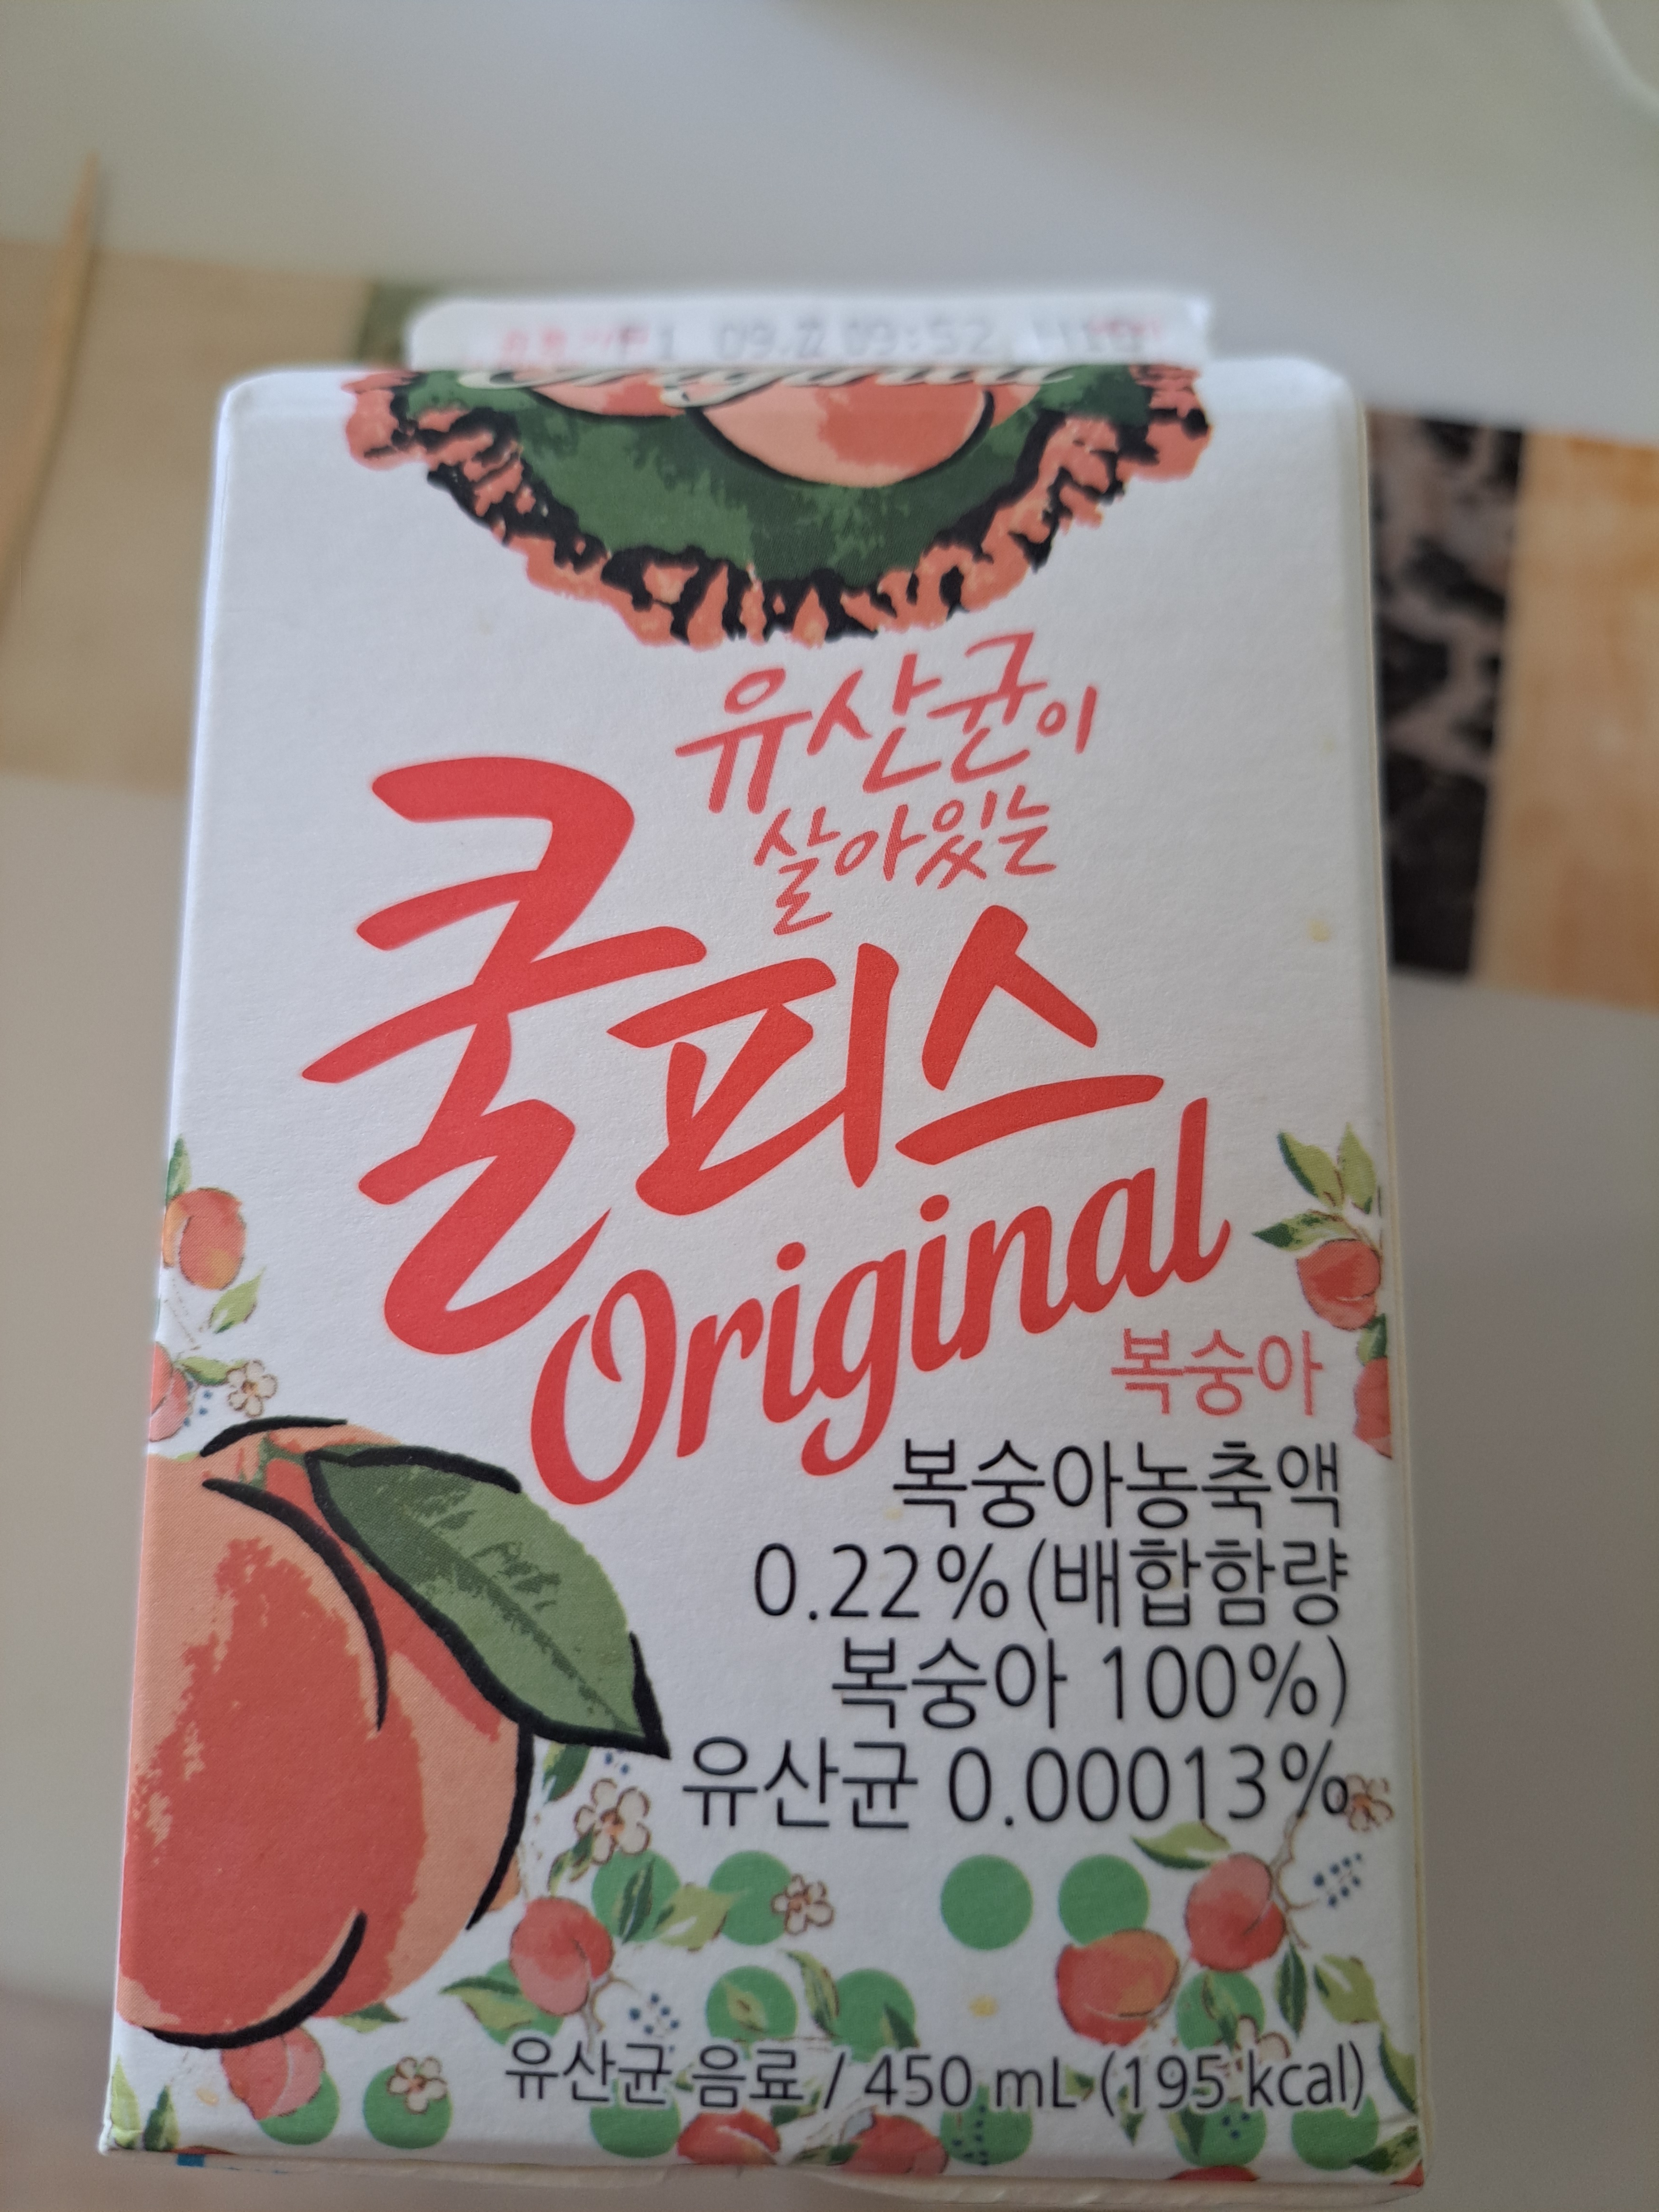 09:52
유산균이
살아있는
쿨피스
Original
복숭아
복숭아농축액
0.22%(배합함량
복숭아 100%)
유산균 0.00013%
유산균 음료 / 450 mL (195 kcal)